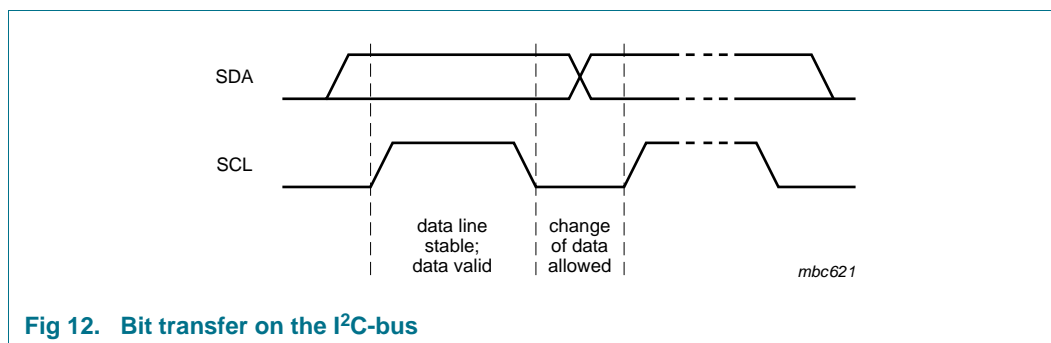 SDA
SCL
data line
stable;
data valid
change
of data
allowed
mbc621
Fig 12. Bit transfer on the I²C-bus